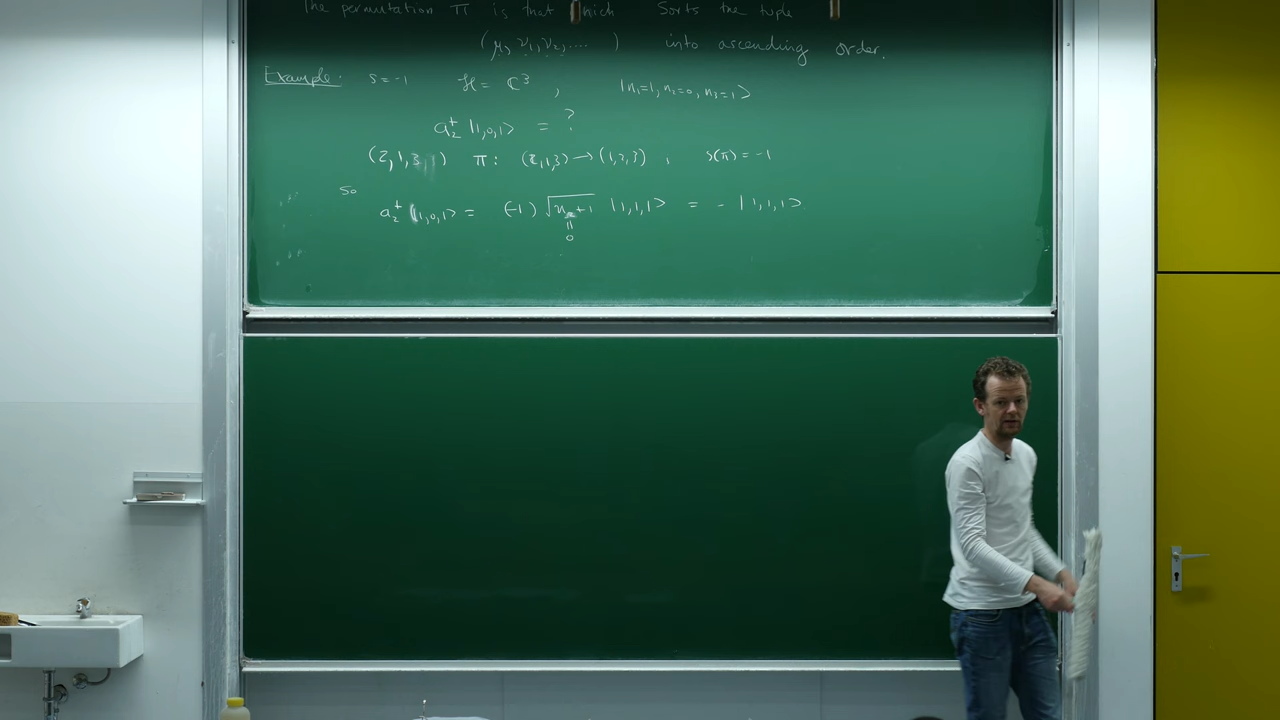 The permutation π is that which sorts the tuple
(μ, ν₁, ν₂, .... ) into ascending order.
Example: s = -1 ℋ = ℂ³ , |n₁=1, n₂=0, n₃=1>
a₂† |1,0,1> = ?
(2,1,3) π : (2,1,3) → (1,2,3) , s(π) = -1
so
a₂† |1,0,1> = (-1) √(n₂+1) |1,1,1> = - |1,1,1>
=
0